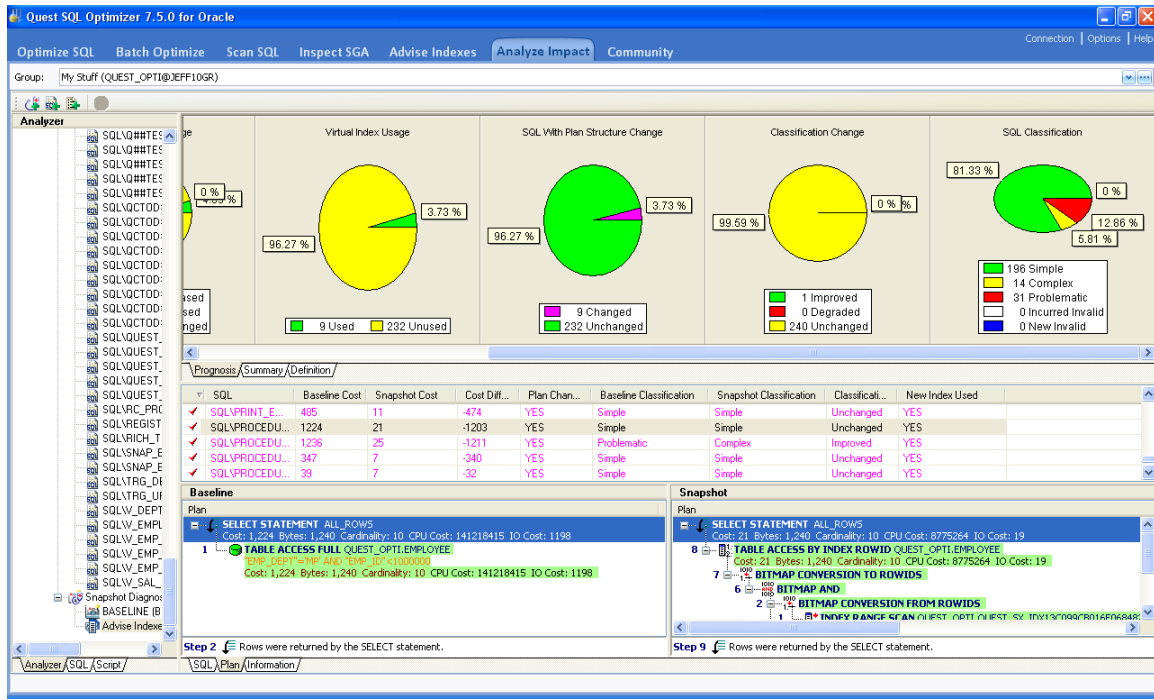 Quest SQL Optimizer 7.5.0 for Oracle
Optimize SQL Batch Optimize Scan SQL Inspect SGA Advise Indexes Analyze Impact Community
Connection | Options | Help
Group: My Stuff (QUEST_OPTI@JEFF10GR)
Analyzer
SQL\Q##TES
SQL\Q##TES
SQL\Q##TES
SQL\Q##TES
SQL\Q##TES
SQL\QCTOD
SQL\QCTOD
SQL\QCTOD
SQL\QCTOD
SQL\QCTOD
SQL\QCTOD
SQL\QCTOD
SQL\QCTOD
SQL\QCTOD
SQL\QUEST_
SQL\QUEST_
SQL\QUEST_
SQL\QUEST_
SQL\QUEST_
SQL\RC_PRO
SQL\REGIST
SQL\RICH_T
SQL\SNAP_E
SQL\SNAP_E
SQL\TRG_DE
SQL\TRG_UF
SQL\V_DEPT
SQL\V_EMPL
SQL\V_EMP_
SQL\V_EMP_
SQL\V_EMP_
SQL\V_SAL_
Snapshot Diagnos
BASELINE (B
Advise Indexe
Analyzer SQL Script
ge
0 %
ased
sed
nged
Virtual Index Usage
3.73 %
96.27 %
9 Used 232 Unused
SQL With Plan Structure Change
3.73 %
96.27 %
9 Changed
232 Unchanged
Classification Change
99.59 %
0 %
%
1 Improved
0 Degraded
240 Unchanged
SQL Classification
81.33 %
0 %
12.86 %
5.81 %
196 Simple
14 Complex
31 Problematic
0 Incurred Invalid
0 New Invalid
Prognosis Summary Definition
SQL Baseline Cost Snapshot Cost Cost Diff... Plan Chan... Baseline Classification Snapshot Classification Classificati... New Index Used
SQL\PRINT_E... 485 11 -474 YES Simple Simple Unchanged YES
SQL\PROCEDU... 1224 21 -1203 YES Simple Simple Unchanged YES
SQL\PROCEDU... 1236 25 -1211 YES Problematic Complex Improved YES
SQL\PROCEDU... 347 7 -340 YES Simple Simple Unchanged YES
SQL\PROCEDU... 39 7 -32 YES Simple Simple Unchanged YES
Baseline
Plan
SELECT STATEMENT ALL_ROWS
Cost: 1,224 Bytes: 1,240 Cardinality: 10 CPU Cost: 141218415 IO Cost: 1198
1 TABLE ACCESS FULL QUEST_OPTI.EMPLOYEE
"EMP_DEPT"='MP' AND "EMP_ID"<1000000
Cost: 1,224 Bytes: 1,240 Cardinality: 10 CPU Cost: 141218415 IO Cost: 1198
Step 2 Rows were returned by the SELECT statement.
SQL Plan Information
Snapshot
Plan
SELECT STATEMENT ALL_ROWS
Cost: 21 Bytes: 1,240 Cardinality: 10 CPU Cost: 8775264 IO Cost: 19
8 TABLE ACCESS BY INDEX ROWID QUEST_OPTI.EMPLOYEE
Cost: 21 Bytes: 1,240 Cardinality: 10 CPU Cost: 8775264 IO Cost: 19
7 BITMAP CONVERSION TO ROWIDS
6 BITMAP AND
2 BITMAP CONVERSION FROM ROWIDS
1 INDEX RANGE SCAN
Step 9 Rows were returned by the SELECT statement.